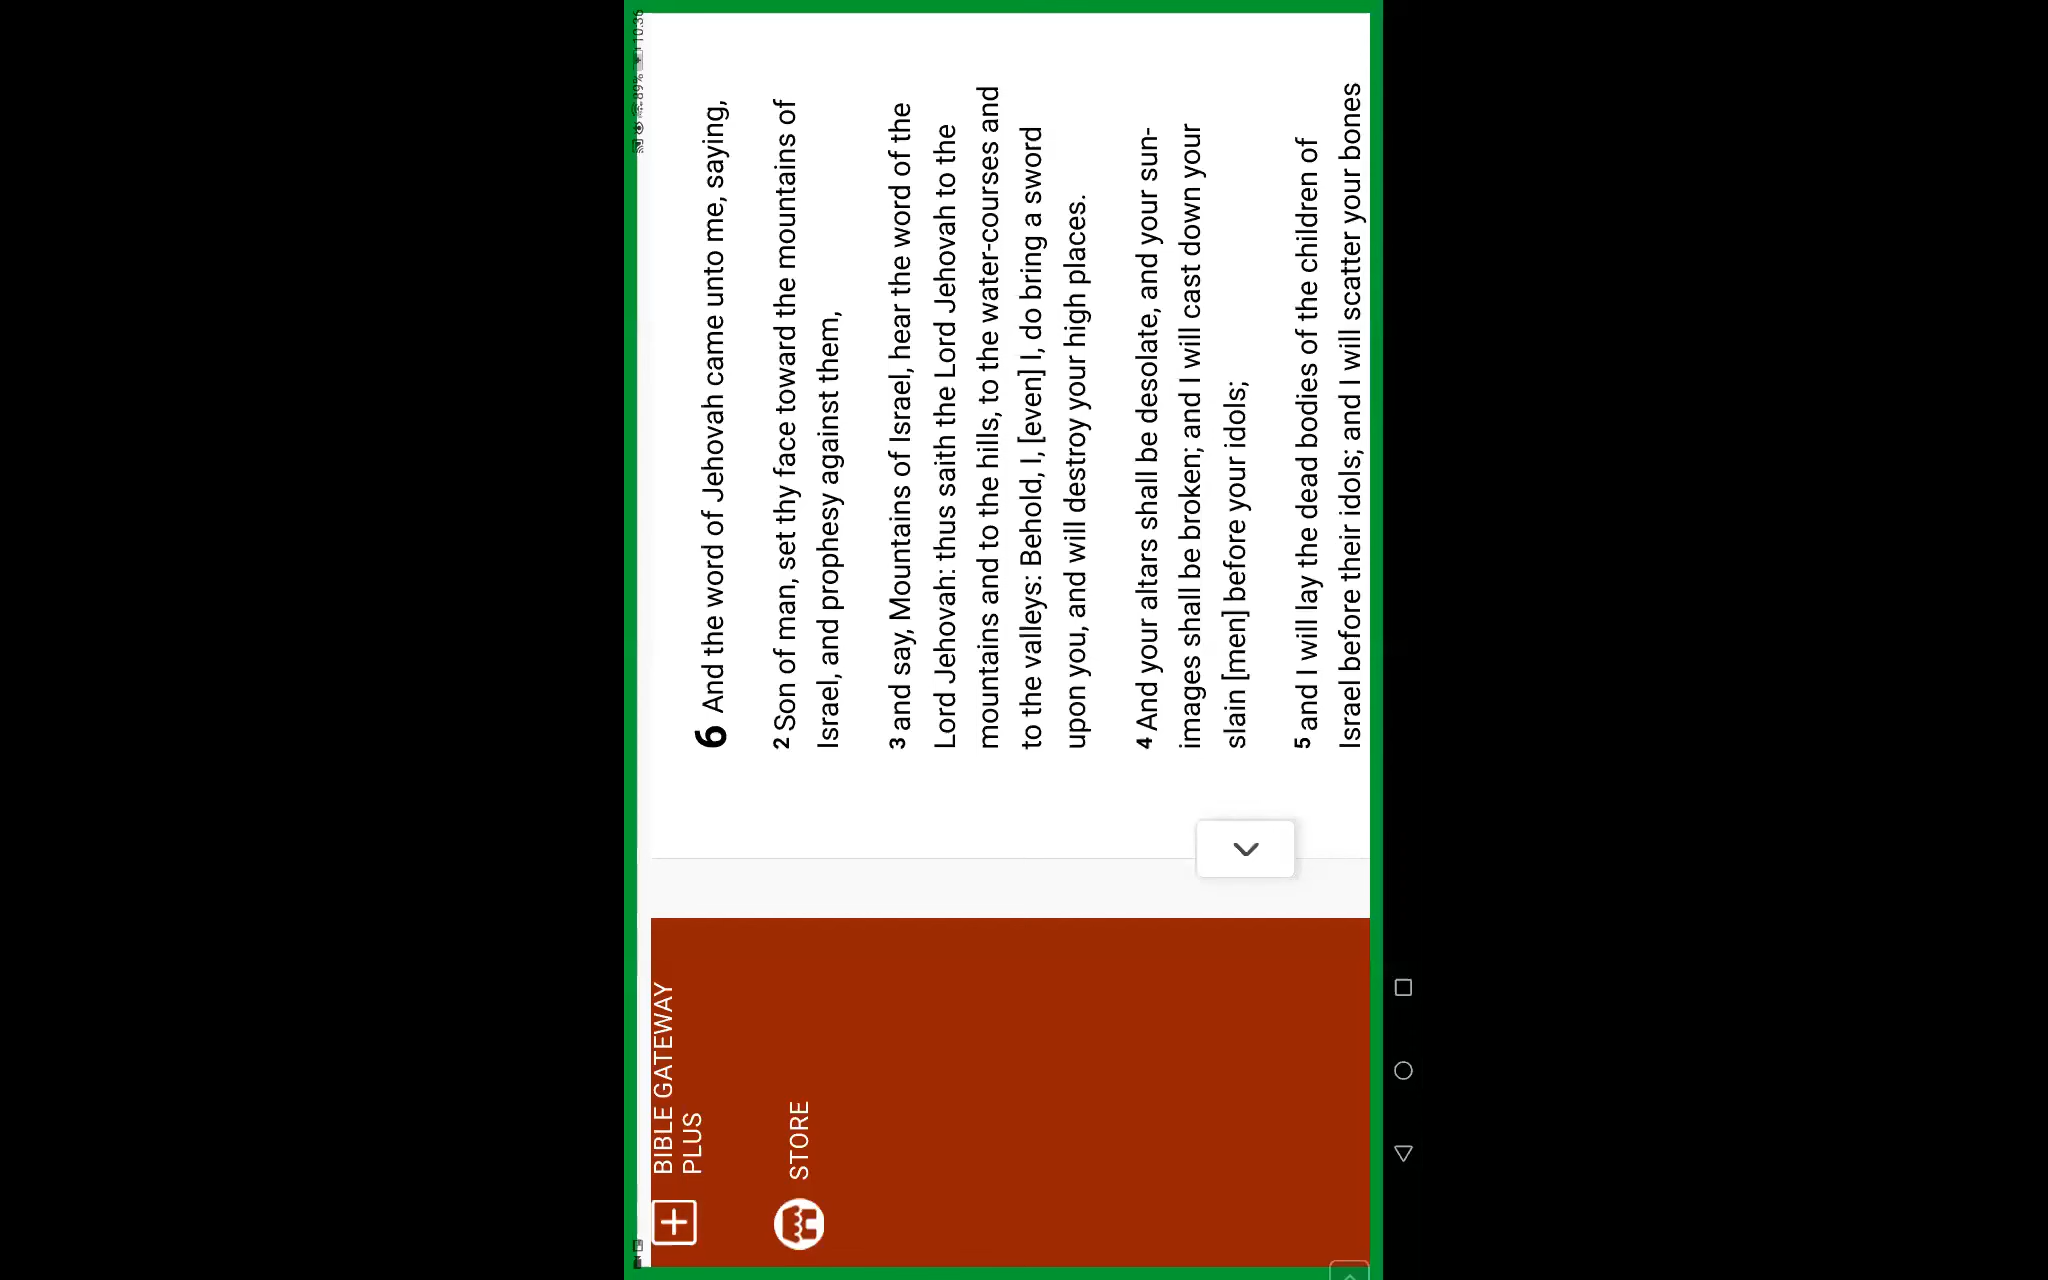 89% 10:36
6 And the word of Jehovah came unto me, saying,
2 Son of man, set thy face toward the mountains of
Israel, and prophesy against them,
3 and say, Mountains of Israel, hear the word of the
Lord Jehovah: thus saith the Lord Jehovah to the
mountains and to the hills, to the water-courses and
to the valleys: Behold, I, [even] I, do bring a sword
upon you, and will destroy your high places.
4 And your altars shall be desolate, and your sun-
images shall be broken; and I will cast down your
slain [men] before your idols;
5 and I will lay the dead bodies of the children of
Israel before their idols; and I will scatter your bones
BIBLE GATEWAY
PLUS
STORE